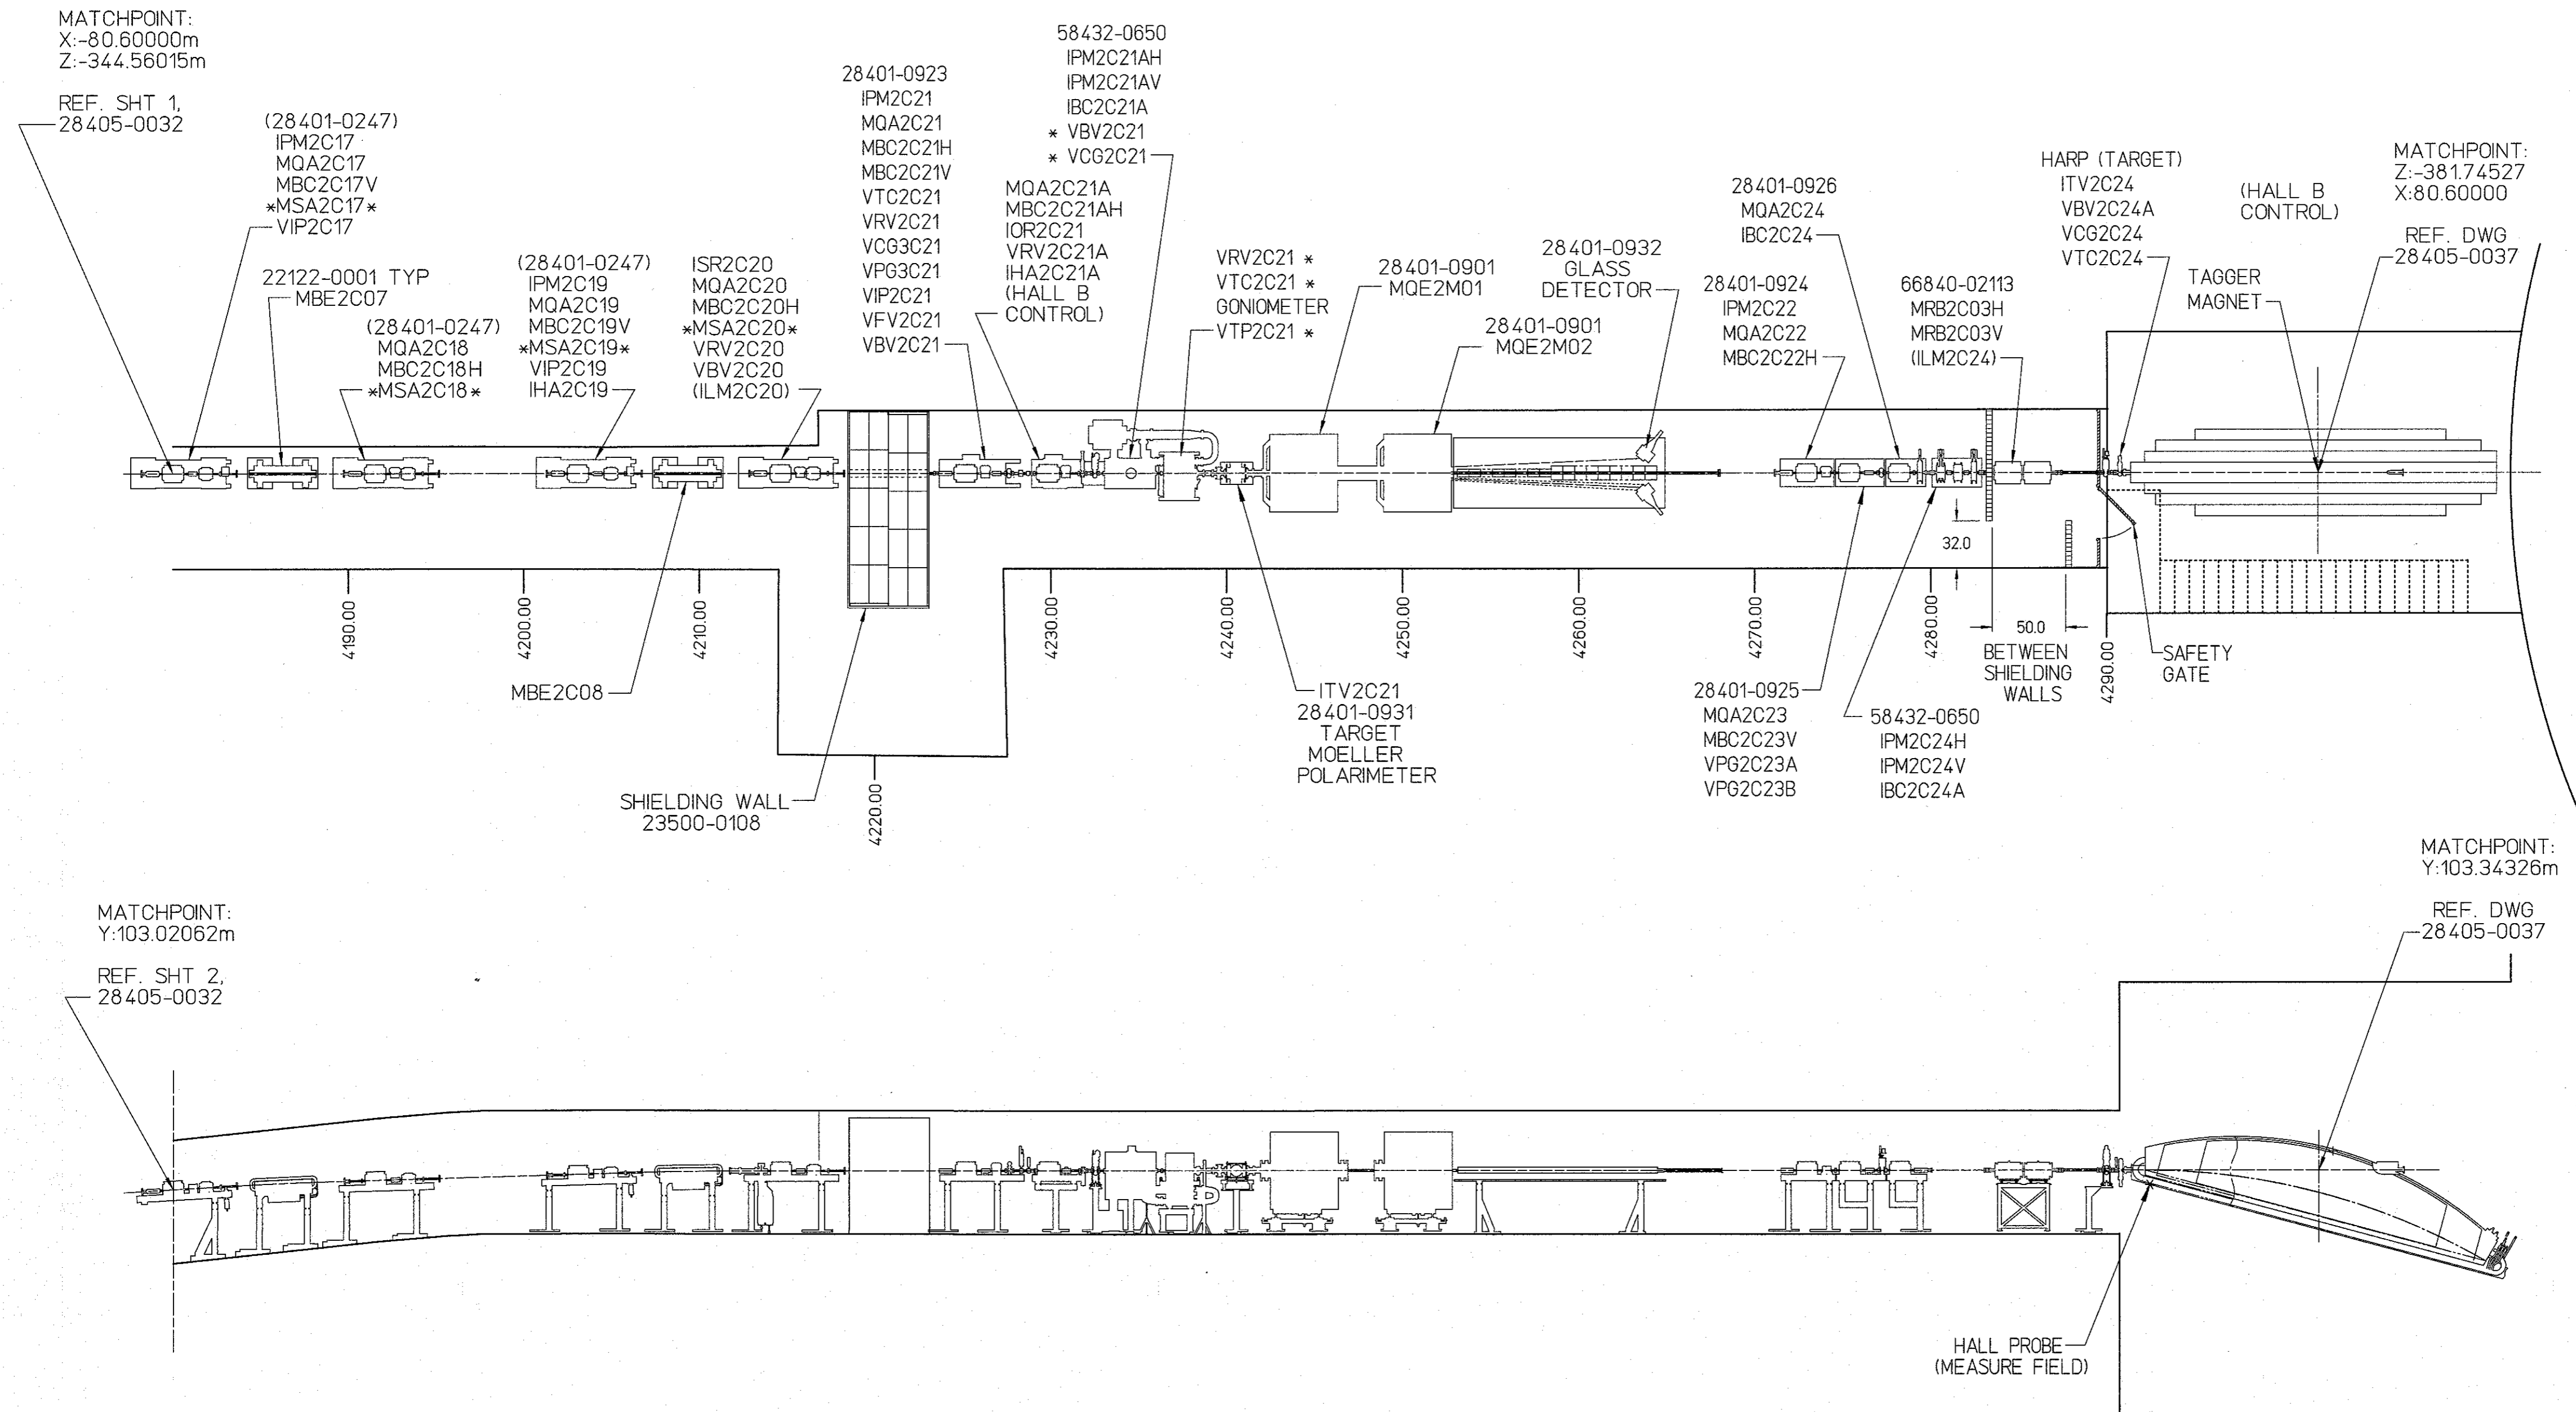 MATCHPOINT:
X:-80.60000m
Z:-344.56015m
REF. SHT 1,
28405-0032
(28401-0247)
IPM2C17
MQA2C17
MBC2C17V
*MSA2C17*
VIP2C17
22122-0001 TYP
MBE2C07
(28401-0247)
MQA2C18
MBC2C18H
*MSA2C18*
(28401-0247)
IPM2C19
MQA2C19
MBC2C19V
*MSA2C19*
VIP2C19
IHA2C19
ISR2C20
MQA2C20
MBC2C20H
*MSA2C20*
VRV2C20
VBV2C20
(ILM2C20)
28401-0923
IPM2C21
MQA2C21
MBC2C21H
MBC2C21V
VTC2C21
VRV2C21
VCG3C21
VPG3C21
VIP2C21
VFV2C21
VBV2C21
58432-0650
IPM2C21AH
IPM2C21AV
IBC2C21A
* VBV2C21
* VCG2C21
MQA2C21A
MBC2C21AH
IOR2C21
VRV2C21A
IHA2C21A
(HALL B
CONTROL)
VRV2C21 *
VTC2C21 *
GONIOMETER
VTP2C21 *
28401-0901
MQE2M01
28401-0901
MQE2M02
28401-0932
GLASS
DETECTOR
28401-0926
MQA2C24
IBC2C24
28401-0924
IPM2C22
MQA2C22
MBC2C22H
66840-02113
MRB2C03H
MRB2C03V
(ILM2C24)
HARP (TARGET)
ITV2C24
VBV2C24A
VCG2C24
VTC2C24
(HALL B
CONTROL)
TAGGER
MAGNET
MATCHPOINT:
Z:-381.74527
X:80.60000
REF. DWG
28405-0037
32.0
50.0
BETWEEN
SHIELDING
WALLS
SAFETY
GATE
4190.00
4200.00
4210.00
4220.00
4230.00
4240.00
4250.00
4260.00
4270.00
4280.00
4290.00
MBE2C08
SHIELDING WALL
23500-0108
ITV2C21
28401-0931
TARGET
MOELLER
POLARIMETER
28401-0925
MQA2C23
MBC2C23V
VPG2C23A
VPG2C23B
58432-0650
IPM2C24H
IPM2C24V
IBC2C24A
MATCHPOINT:
Y:103.02062m
REF. SHT 2,
28405-0032
MATCHPOINT:
Y:103.34326m
REF. DWG
28405-0037
HALL PROBE
(MEASURE FIELD)